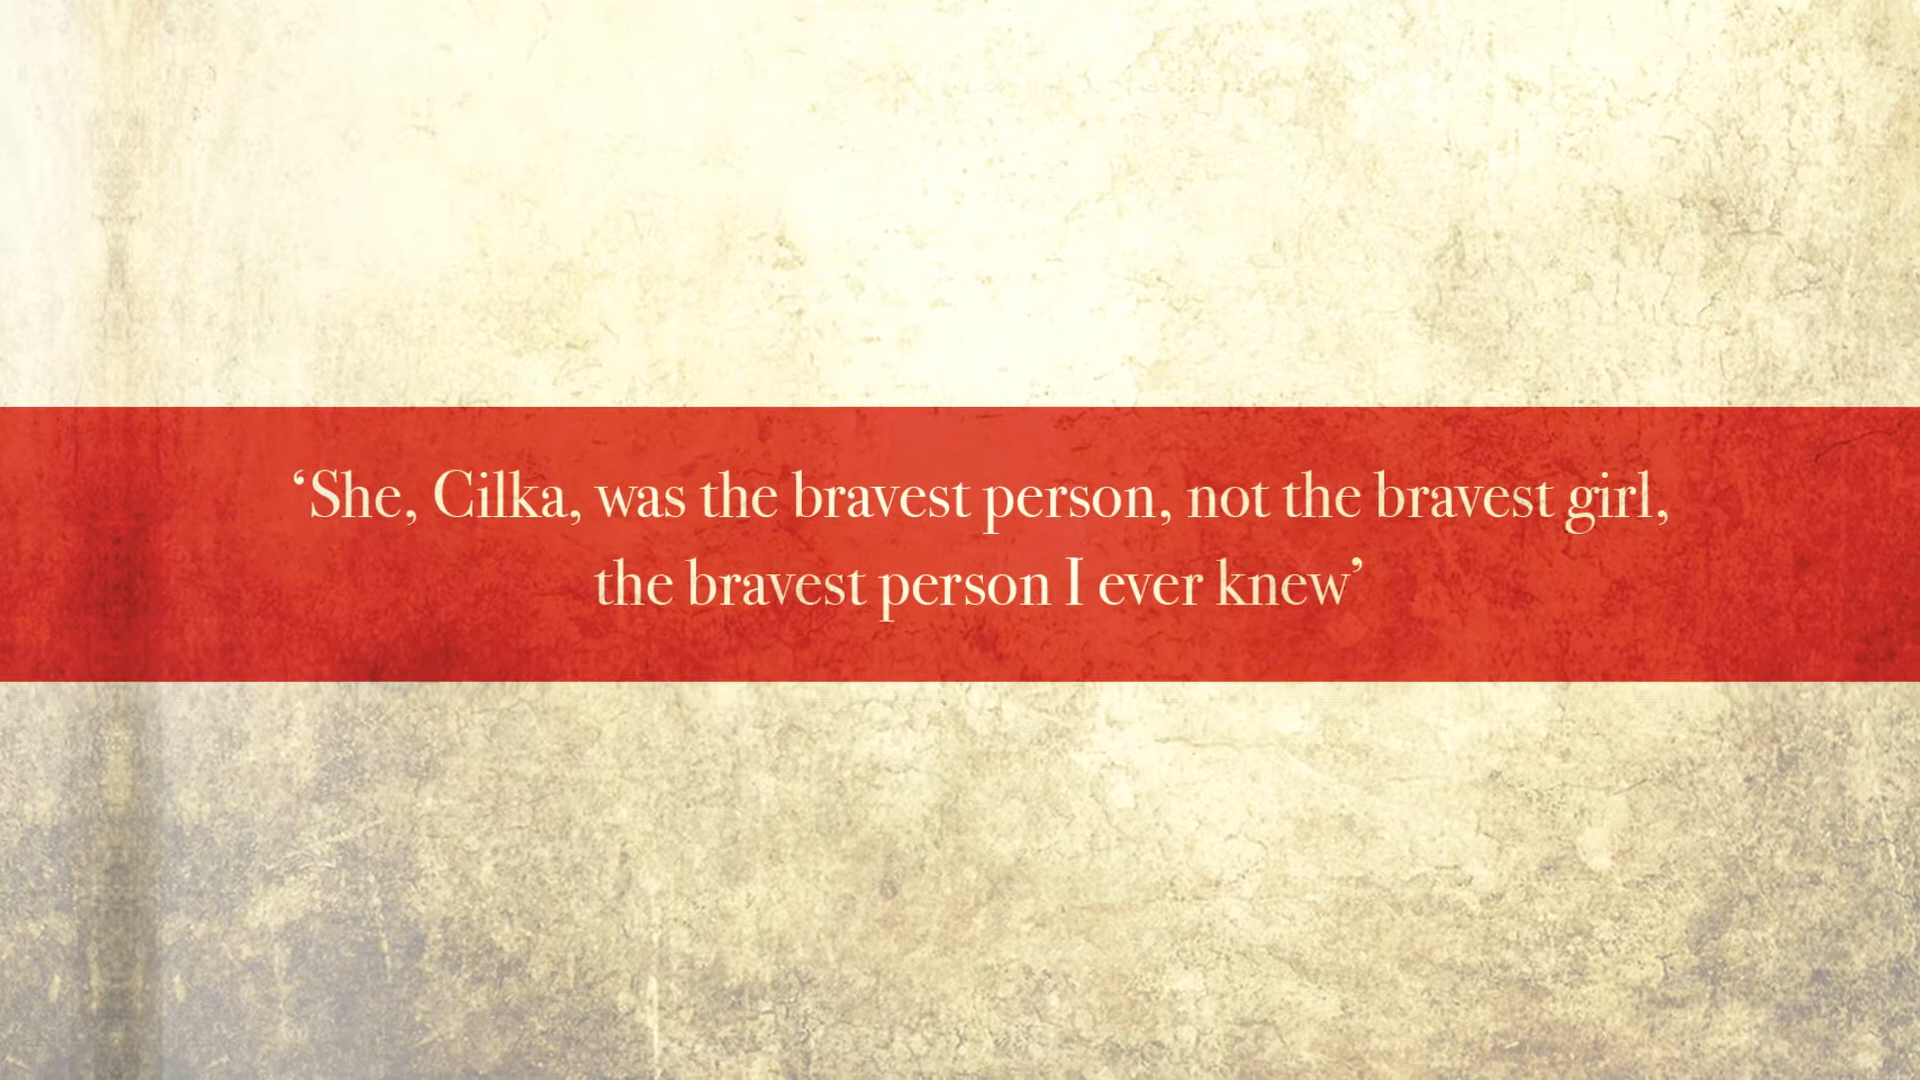 ‘She, Cilka, was the bravest person, not the bravest girl,
the bravest person I ever knew’